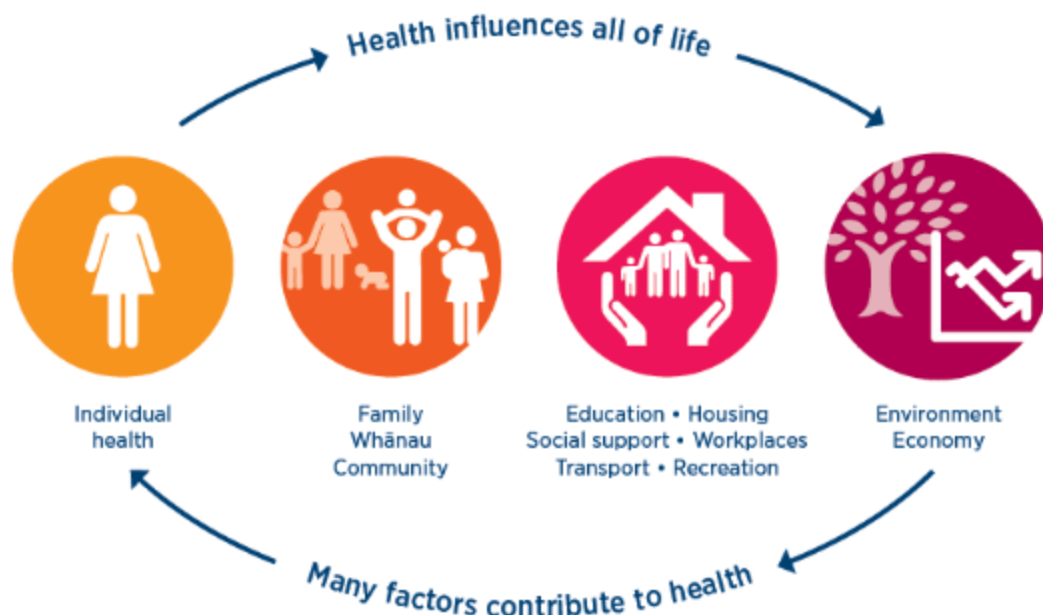 Health influences all of life
Individual
health
Family
Whānau
Community
Education • Housing
Social support • Workplaces
Transport • Recreation
Environment
Economy
Many factors contribute to health